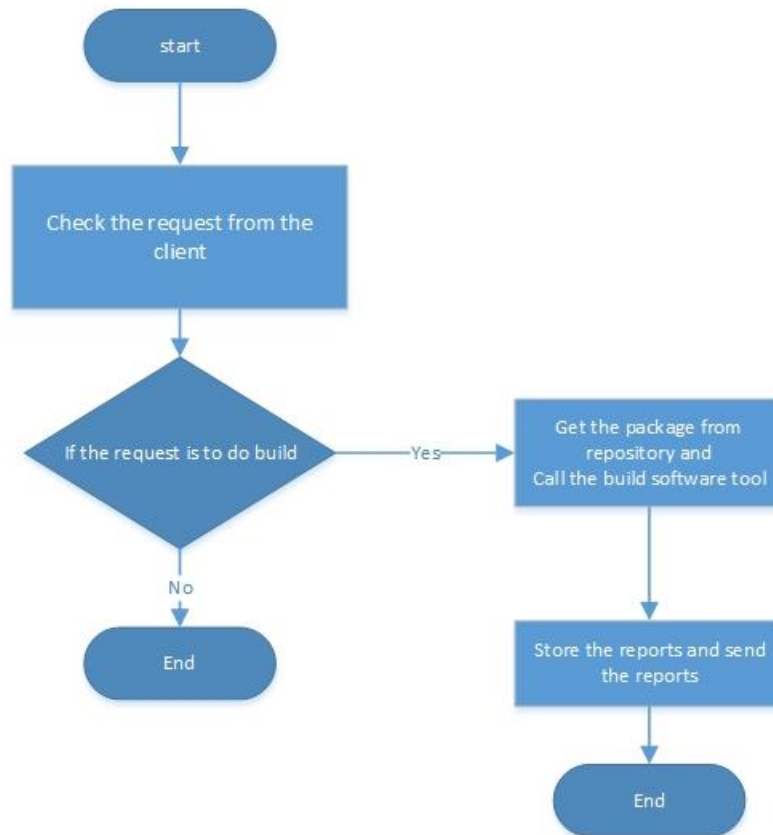 start
Check the request from the
client
If the request is to do build
Yes
Get the package from
repository and
Call the build software tool
No
End
Store the reports and send
the reports
End